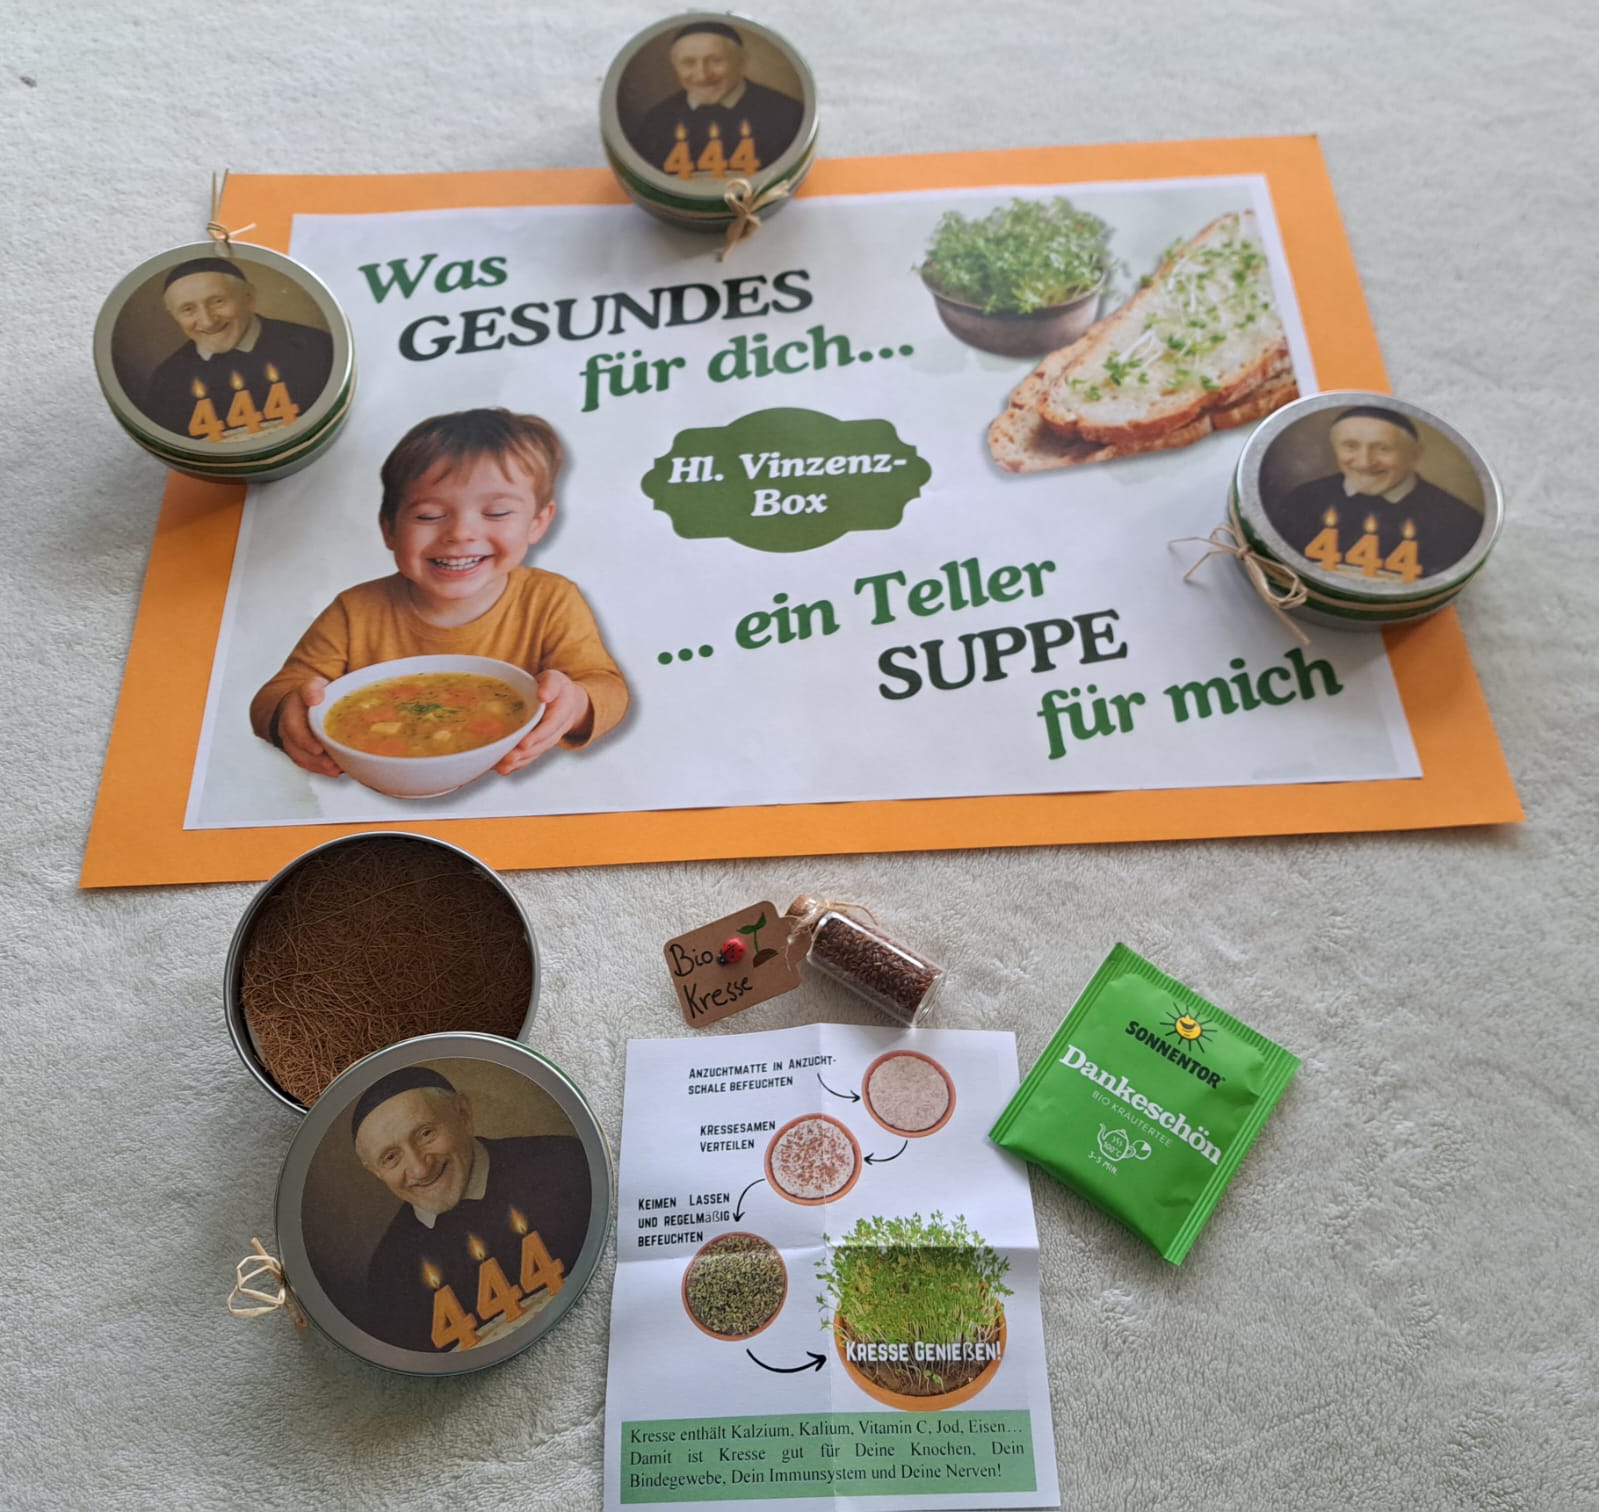 444
Was
GESUNDES
für dich...
444
Hl. Vinzenz-
Box
444
... ein Teller
SUPPE
für mich
Bio
Kresse
SONNENTOR
Dankeschön
BIO KRÄUTERTEE
100°C
3-5 MIN.
ANZUCHTMATTE IN ANZUCHT-
SCHALE BEFEUCHTEN
KRESSESAMEN
VERTEILEN
KEIMEN LASSEN
UND REGELMäßIG
BEFEUCHTEN
444
KRESSE GENIEßEN!
Kresse enthält Kalzium, Kalium, Vitamin C, Jod, Eisen…
Damit ist Kresse gut für Deine Knochen, Dein
Bindegewebe, Dein Immunsystem und Deine Nerven!